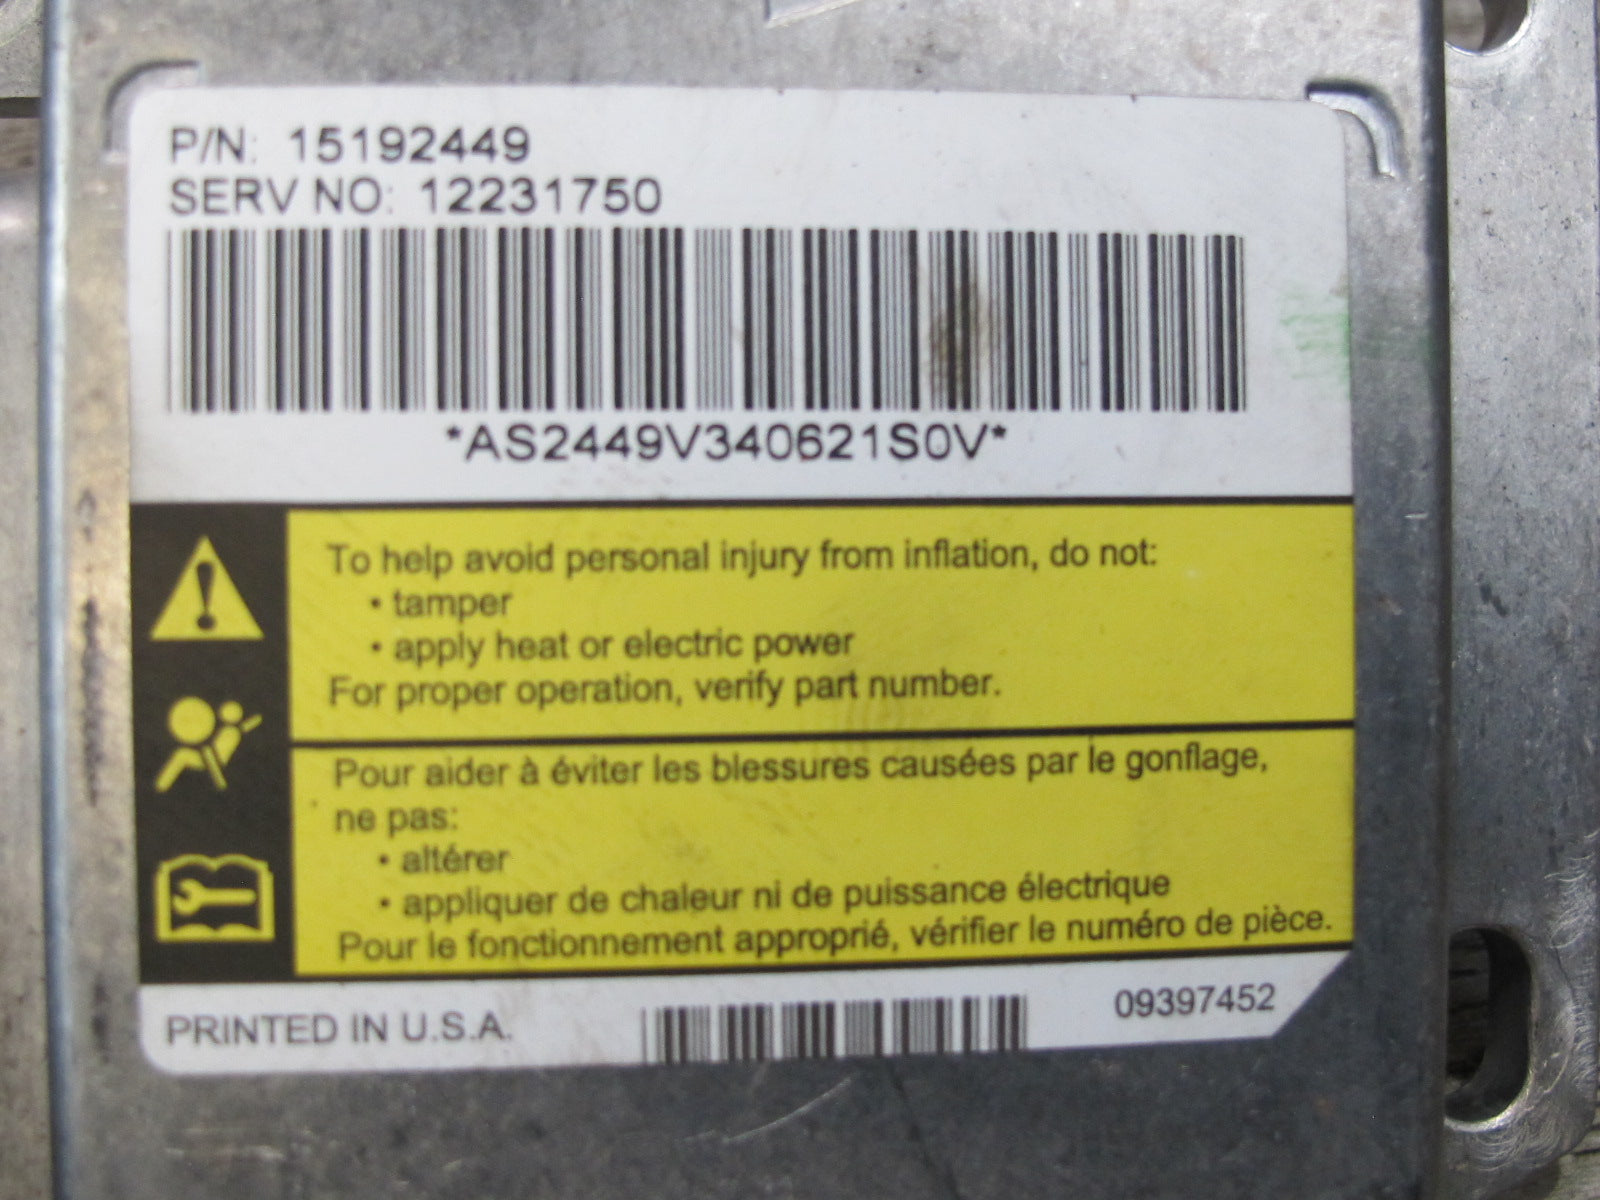 P/N: 15192449
SERV NO: 12231750
*AS2449V340621S0V*
To help avoid personal injury from inflation, do not:
• tamper
• apply heat or electric power
For proper operation, verify part number.
Pour aider à éviter les blessures causées par le gonflage,
ne pas:
• altérer
• appliquer de chaleur ni de puissance électrique
Pour le fonctionnement approprié, vérifier le numéro de pièce.
PRINTED IN U.S.A.
09397452